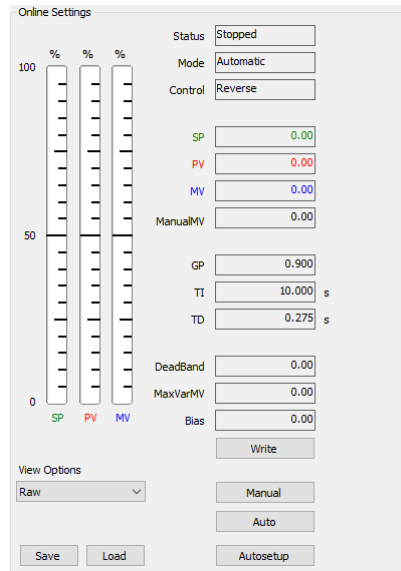 Online Settings
% % %
100
50
0
SP PV MV
Status Stopped
Mode Automatic
Control Reverse
SP 0.00
PV 0.00
MV 0.00
ManualMV 0.00
GP 0.900
TI 10.000 s
TD 0.275 s
DeadBand 0.00
MaxVarMV 0.00
Bias 0.00
Write
View Options
Raw
Manual
Auto
Save Load Autosetup